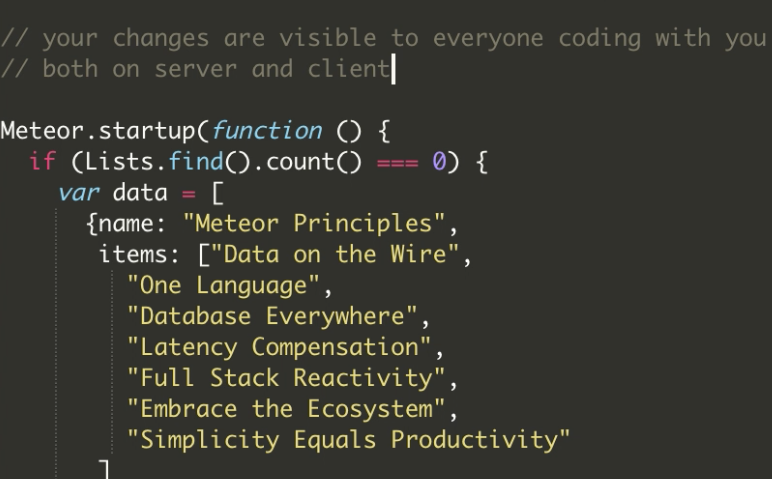 // your changes are visible to everyone coding with you
// both on server and client
Meteor.startup(function () {
  if (Lists.find().count() === 0) {
    var data = [
      {name: "Meteor Principles",
       items: ["Data on the Wire",
         "One Language",
         "Database Everywhere",
         "Latency Compensation",
         "Full Stack Reactivity",
         "Embrace the Ecosystem",
         "Simplicity Equals Productivity"
       ]